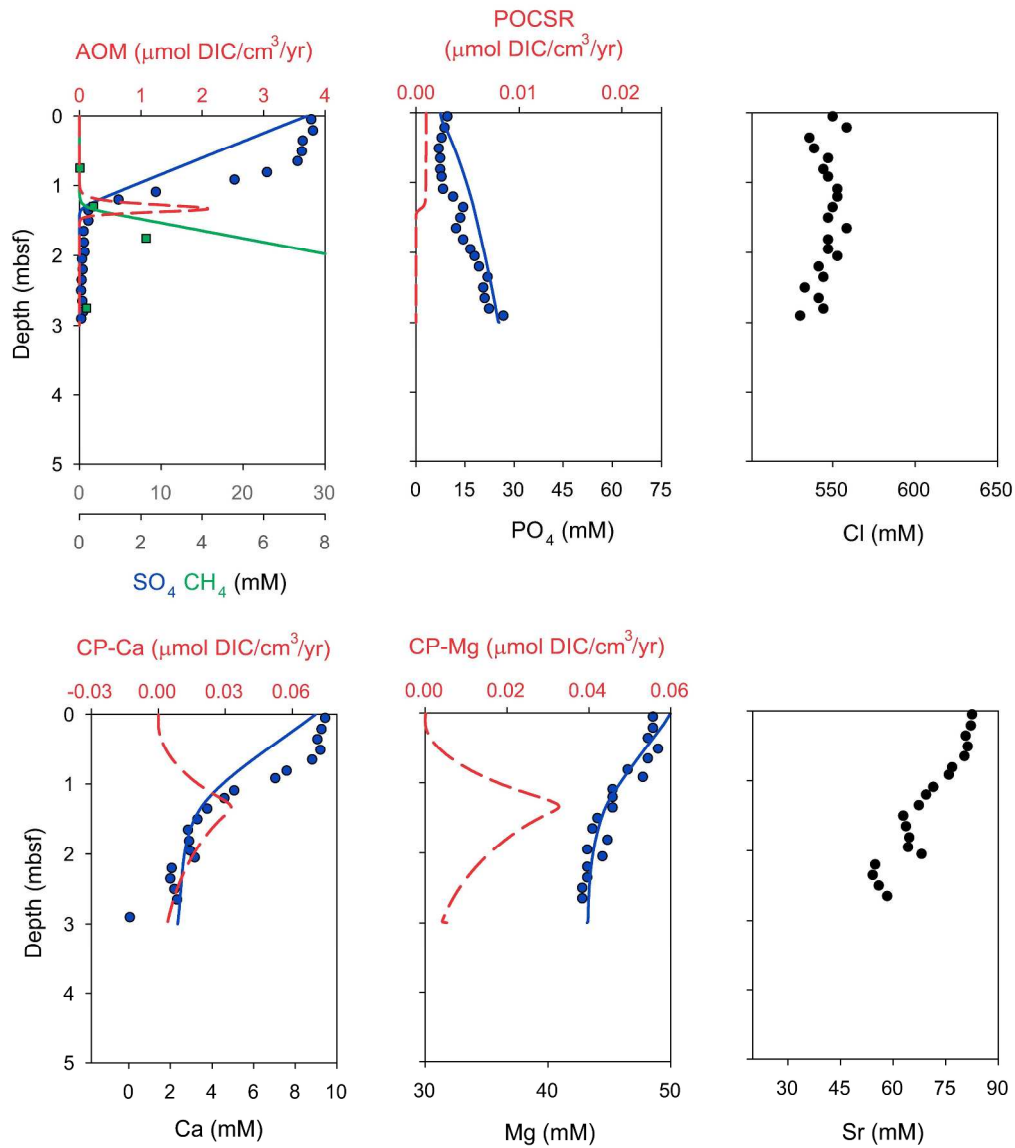 AOM (μmol DIC/cm³/yr)
0 1 2 3 4
POCSR
(μmol DIC/cm³/yr)
0.00 0.01 0.02
Depth (mbsf)
0
1
2
3
4
5
0 10 20 30
0 2 4 6 8
SO₄ CH₄ (mM)
0 15 30 45 60 75
PO₄ (mM)
550 600 650
Cl (mM)
CP-Ca (μmol DIC/cm³/yr)
-0.03 0.00 0.03 0.06
CP-Mg (μmol DIC/cm³/yr)
0.00 0.02 0.04 0.06
Depth (mbsf)
0
1
2
3
4
5
0 2 4 6 8 10
Ca (mM)
30 40 50
Mg (mM)
30 45 60 75 90
Sr (mM)